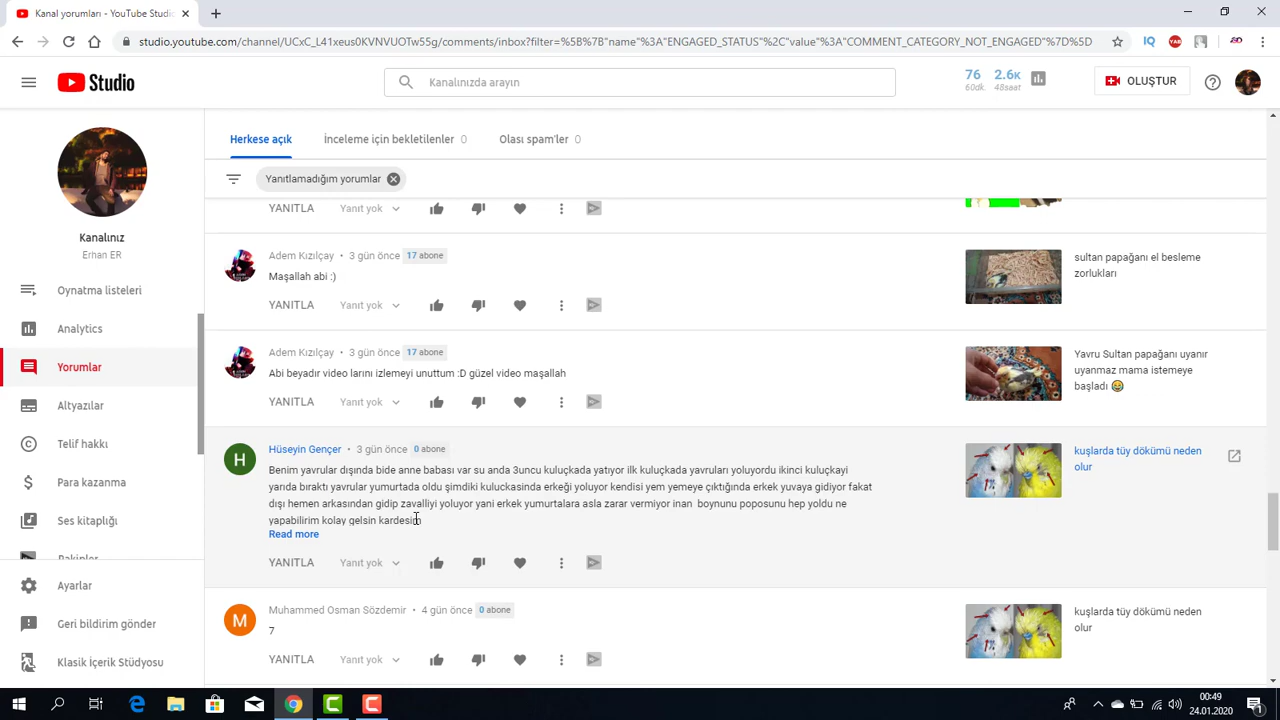 Kanal yorumları - YouTube Studio
studio.youtube.com/channel/UCxC_L41xeus0KVNVUOTw55g/comments/inbox?filter=%5B%7B"name"%3A"ENGAGED_STATUS"%2C"value"%3A"COMMENT_CATEGORY_NOT_ENGAGED"%7D%5D
Studio
Kanalınızda arayın
76
60dk.
2.6K
48saat
OLUŞTUR
Kanalınız
Erhan ER
Oynatma listeleri
Analytics
Yorumlar
Altyazılar
Telif hakkı
Para kazanma
Ses kitaplığı
Rakipler
Ayarlar
Geri bildirim gönder
Klasik İçerik Stüdyosu
Herkese açık
İnceleme için bekletilenler 0
Olası spam'ler 0
Yanıtlamadığım yorumlar
YANITLA Yanıt yok
Adem Kızılçay • 3 gün önce 17 abone
Maşallah abi :)
YANITLA Yanıt yok
sultan papağanı el besleme
zorlukları
Adem Kızılçay • 3 gün önce 17 abone
Abi beyadır video larını izlemeyi unuttum :D güzel video maşallah
YANITLA Yanıt yok
Yavru Sultan papağanı uyanır
uyanmaz mama istemeye
başladı 😂
H
Hüseyin Gençer • 3 gün önce 0 abone
Benim yavrular dışında bide anne babası var su anda 3uncu kuluçkada yatıyor ilk kuluçkada yavruları yoluyordu ikinci kuluçkayi
yarıda bıraktı yavrular yumurtada oldu şimdiki kuluckasinda erkeği yoluyor kendisi yem yemeye çıktiğinda erkek yuvaya gidiyor fakat
dışı hemen arkasından gidip zavalliyi yoluyor yani erkek yumurtalara asla zarar vermiyor inan boynunu poposunu hep yoldu ne
yapabilirim kolay gelsin kardesim
Read more
YANITLA Yanıt yok
kuşlarda tüy dökümü neden
olur
M
Muhammed Osman Sözdemir • 4 gün önce 0 abone
7
YANITLA Yanıt yok
kuşlarda tüy dökümü neden
olur
00:49
24.01.2020